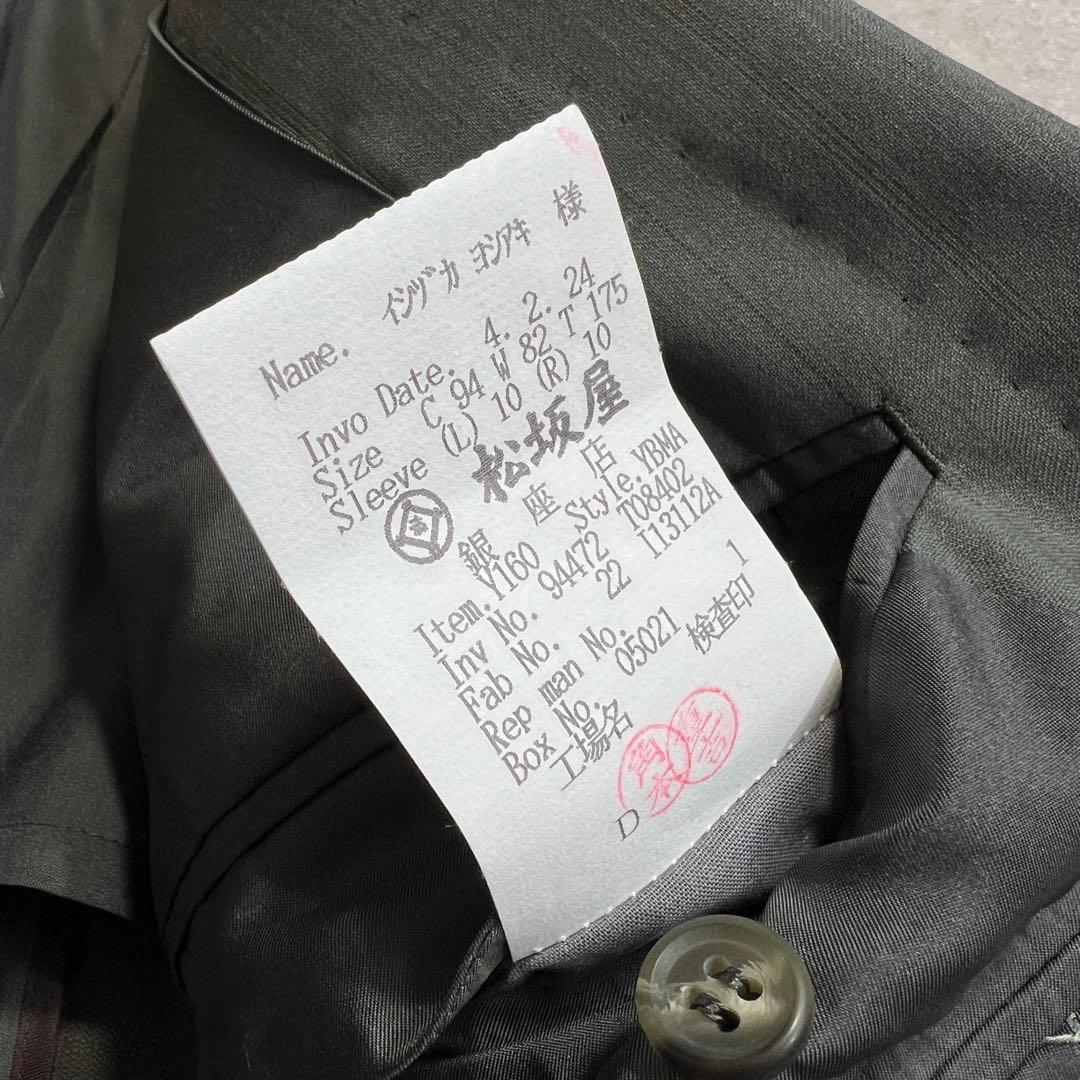 Name. イシヅカ ヨシアキ 様
Invo Date. 4. 2. 24
Size C 94 W 82 T 175
Sleeve (L) 10 (R) 10
松坂屋
銀座店
Item. Y160 Style. YBMA
Inv No. 94472 T08402
Fab No. 22 I13112A
Rep man No. 1
Box No. 05021 検査印
工場名
D